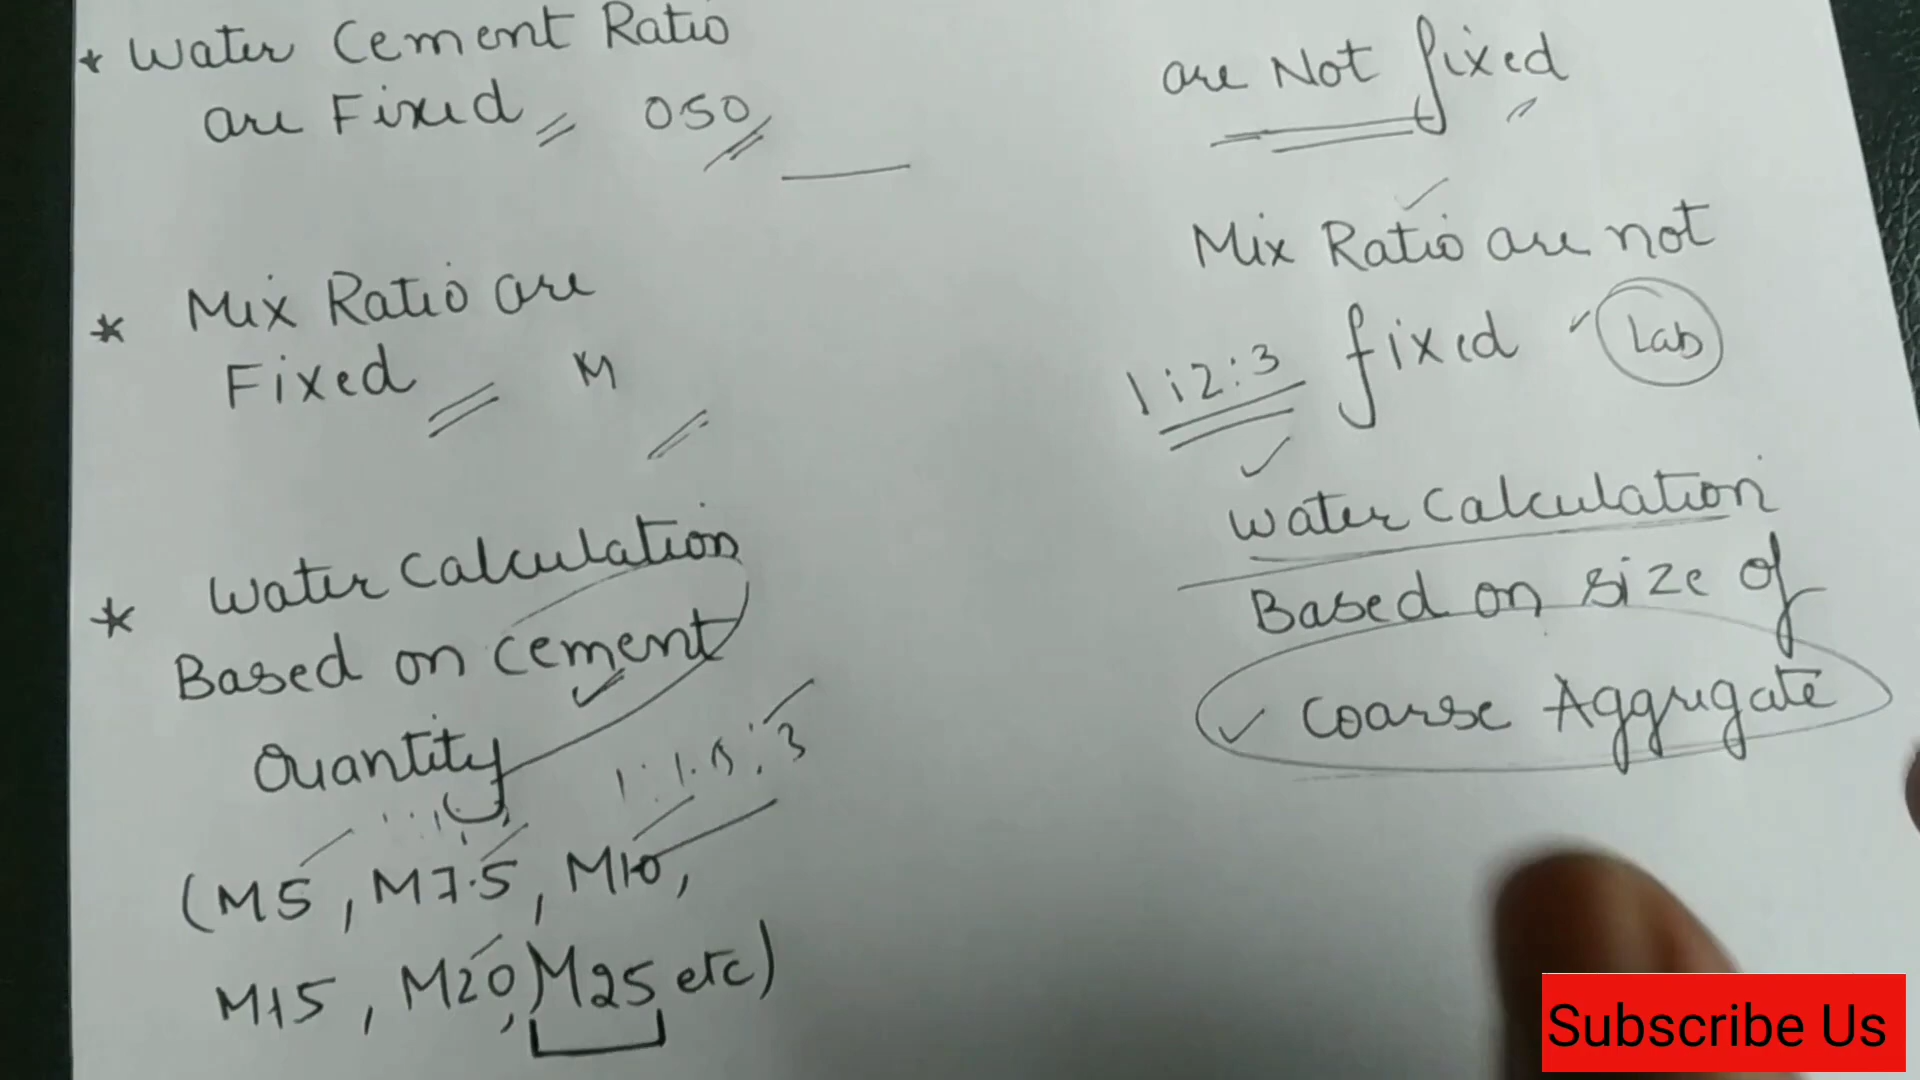 * Water Cement Ratio
are Fixed 050
* Mix Ratio are
Fixed M
* Water Calculation
Based on cement
Quantity
1:1.5:3
(M5, M7.5, M10,
M15, M20, M25 etc)
are Not fixed
Mix Ratio are not
1:2:3 fixed Lab
Water Calculation
Based on size of
Coarse Aggregate
Subscribe Us